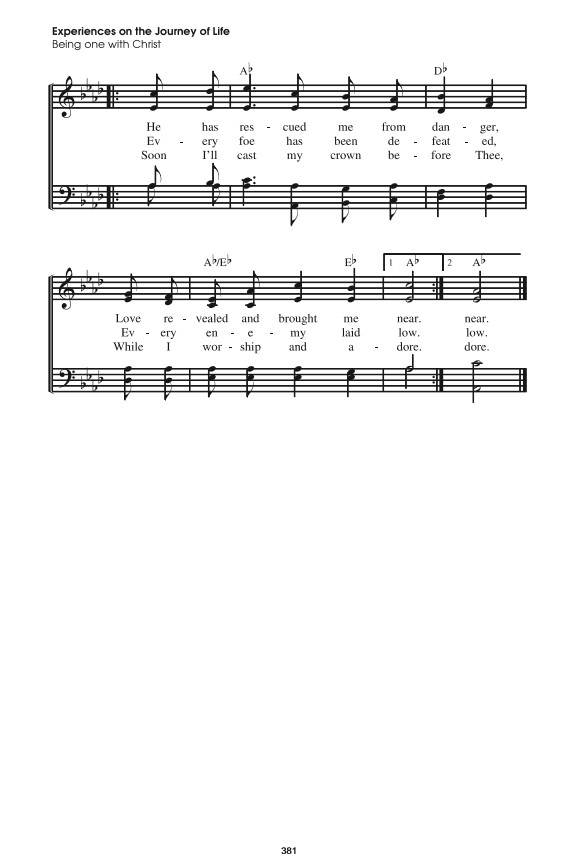 Experiences on the Journey of Life
Being one with Christ
A♭ D♭
He has res - cued me from dan - ger,
Ev - ery foe has been de - feat - ed,
Soon I'll cast my crown be - fore Thee,
A♭/E♭ E♭ 1 A♭ 2 A♭
Love re - vealed and brought me near. near.
Ev - ery en - e - my laid low. low.
While I wor - ship and a - dore. dore.
381